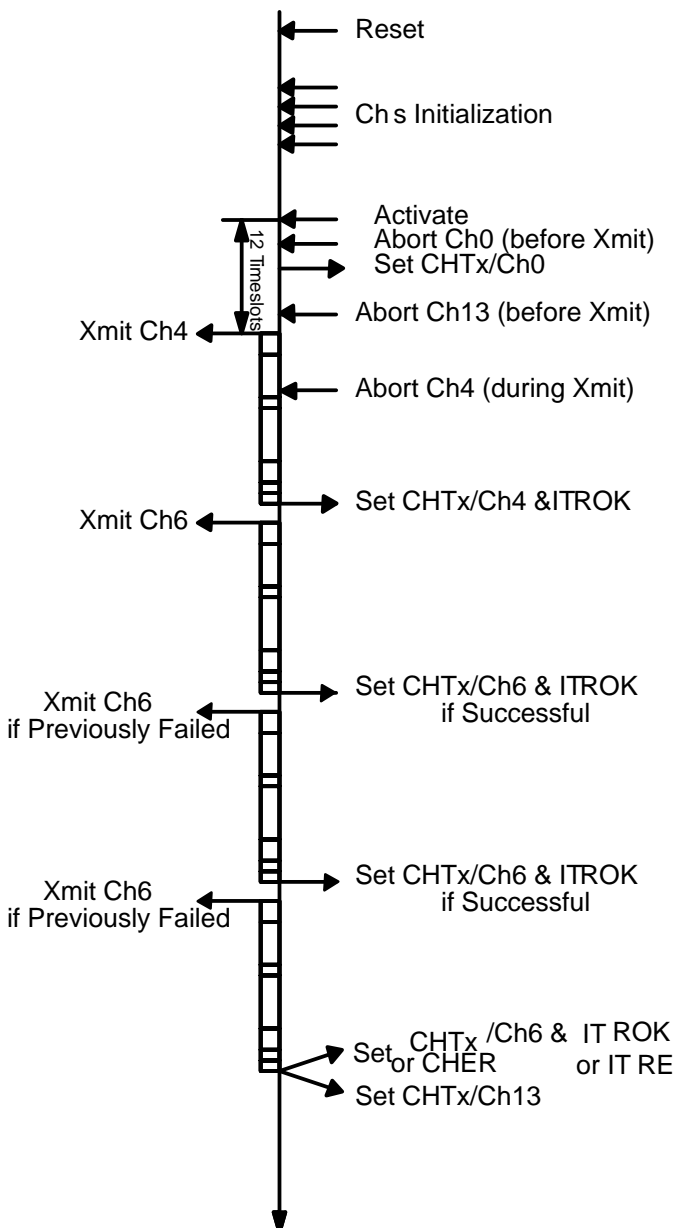 Reset
Ch s Initialization
Activate
Abort Ch0 (before Xmit)
Set CHTx/Ch0
12 Timeslots
Abort Ch13 (before Xmit)
Xmit Ch4
Abort Ch4 (during Xmit)
Set CHTx/Ch4 &ITROK
Xmit Ch6
Set CHTx/Ch6 & ITROK
if Successful
Xmit Ch6
if Previously Failed
Set CHTx/Ch6 & ITROK
if Successful
Xmit Ch6
if Previously Failed
Set CHTx /Ch6 & IT ROK
or CHER or IT RE
Set CHTx/Ch13